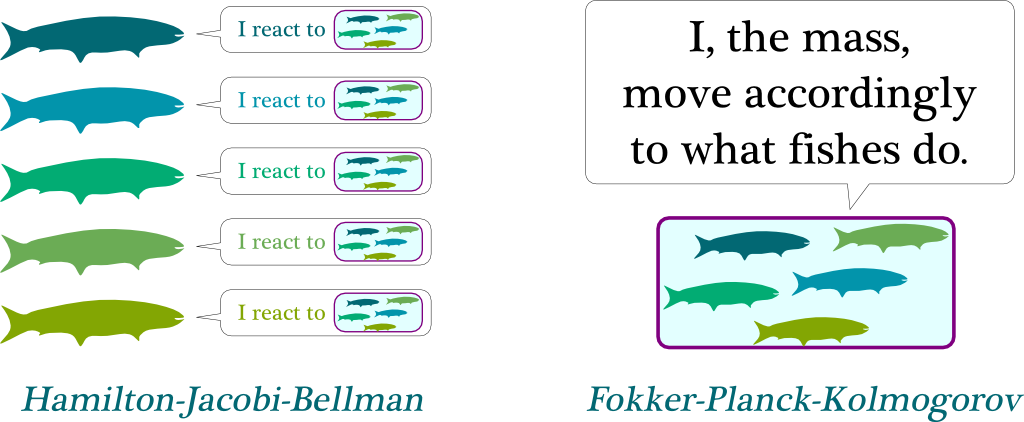 I react to
I react to
I react to
I react to
I react to
Hamilton-Jacobi-Bellman
I, the mass,
move accordingly
to what fishes do.
Fokker-Planck-Kolmogorov